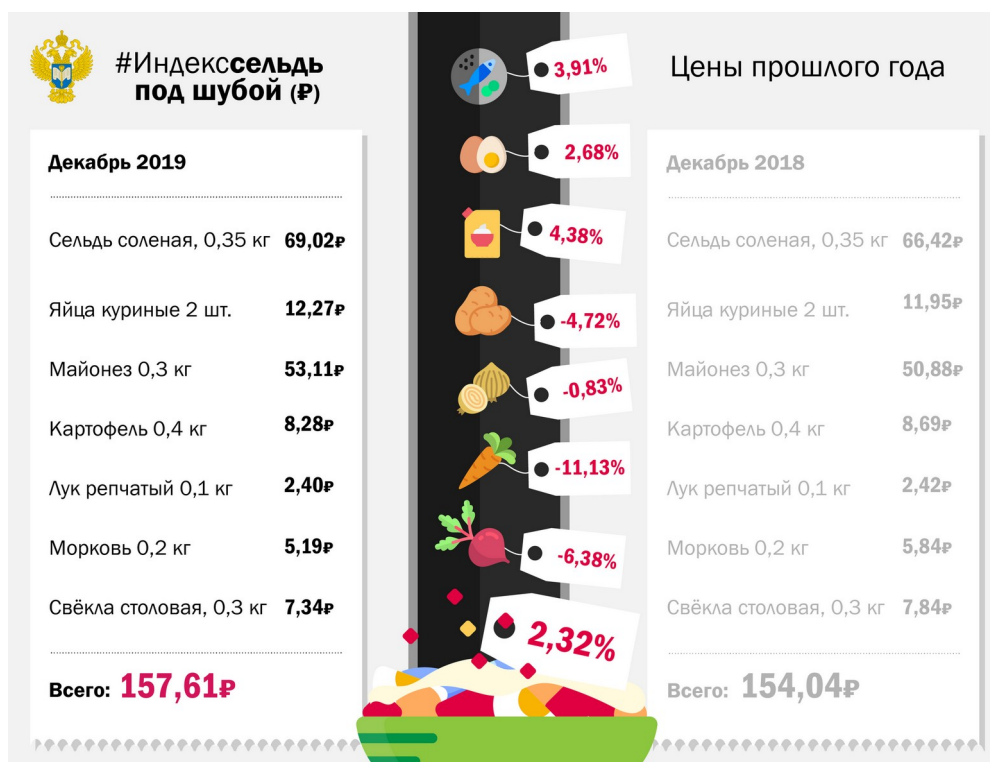 #Индекссельдь
под шубой (₽)
Декабрь 2019
Сельдь соленая, 0,35 кг 69,02₽
Яйца куриные 2 шт. 12,27₽
Майонез 0,3 кг 53,11₽
Картофель 0,4 кг 8,28₽
Лук репчатый 0,1 кг 2,40₽
Морковь 0,2 кг 5,19₽
Свёкла столовая, 0,3 кг 7,34₽
Всего: 157,61₽
3,91%
2,68%
4,38%
-4,72%
-0,83%
-11,13%
-6,38%
2,32%
Цены прошлого года
Декабрь 2018
Сельдь соленая, 0,35 кг 66,42₽
Яйца куриные 2 шт. 11,95₽
Майонез 0,3 кг 50,88₽
Картофель 0,4 кг 8,69₽
Лук репчатый 0,1 кг 2,42₽
Морковь 0,2 кг 5,84₽
Свёкла столовая, 0,3 кг 7,84₽
Всего: 154,04₽